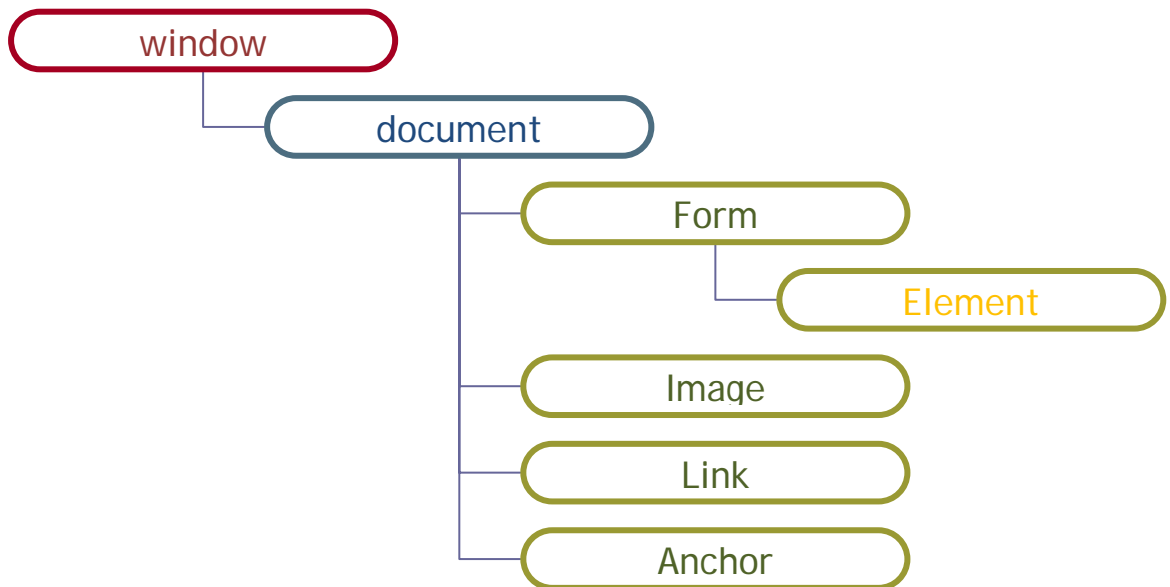 window
document
Form
Element
Image
Link
Anchor